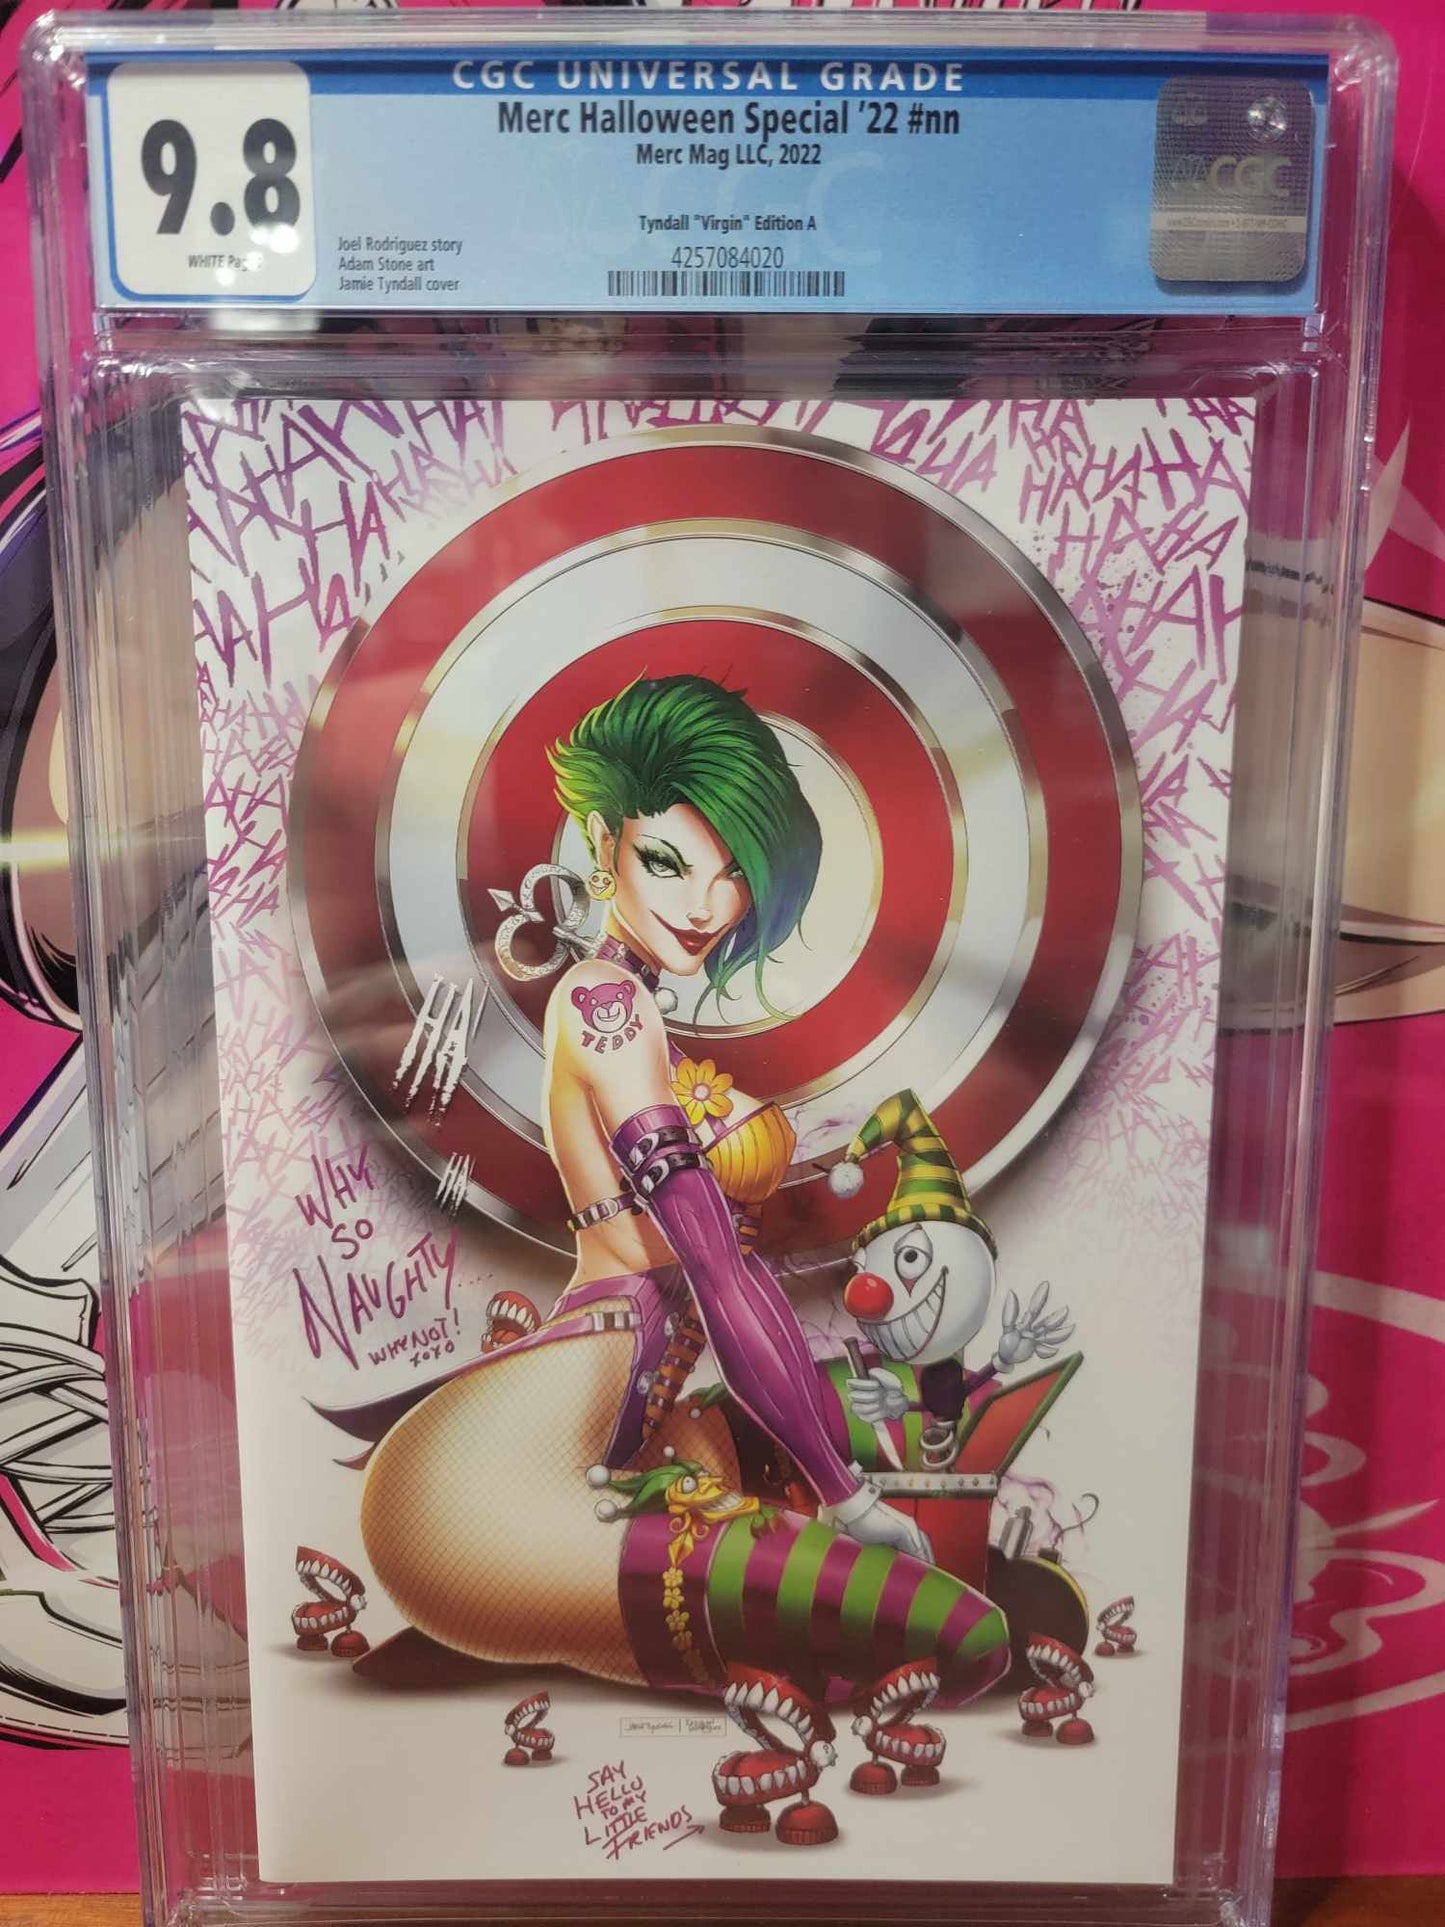 CGC UNIVERSAL GRADE
9.8
WHITE
Merc Halloween Special '22 #nn
Merc Mag LLC, 2022
Tyndall "Virgin" Edition A
4257084020
Joel Rodriguez story
Adam Stone art
Jamie Tyndall cover
CGC
HA
HA
TEDDY
WHY
SO
NAUGHTY....
WHY NOT!
XOXO
SAY
HELLO
TO MY
LITTLE
FRIENDS